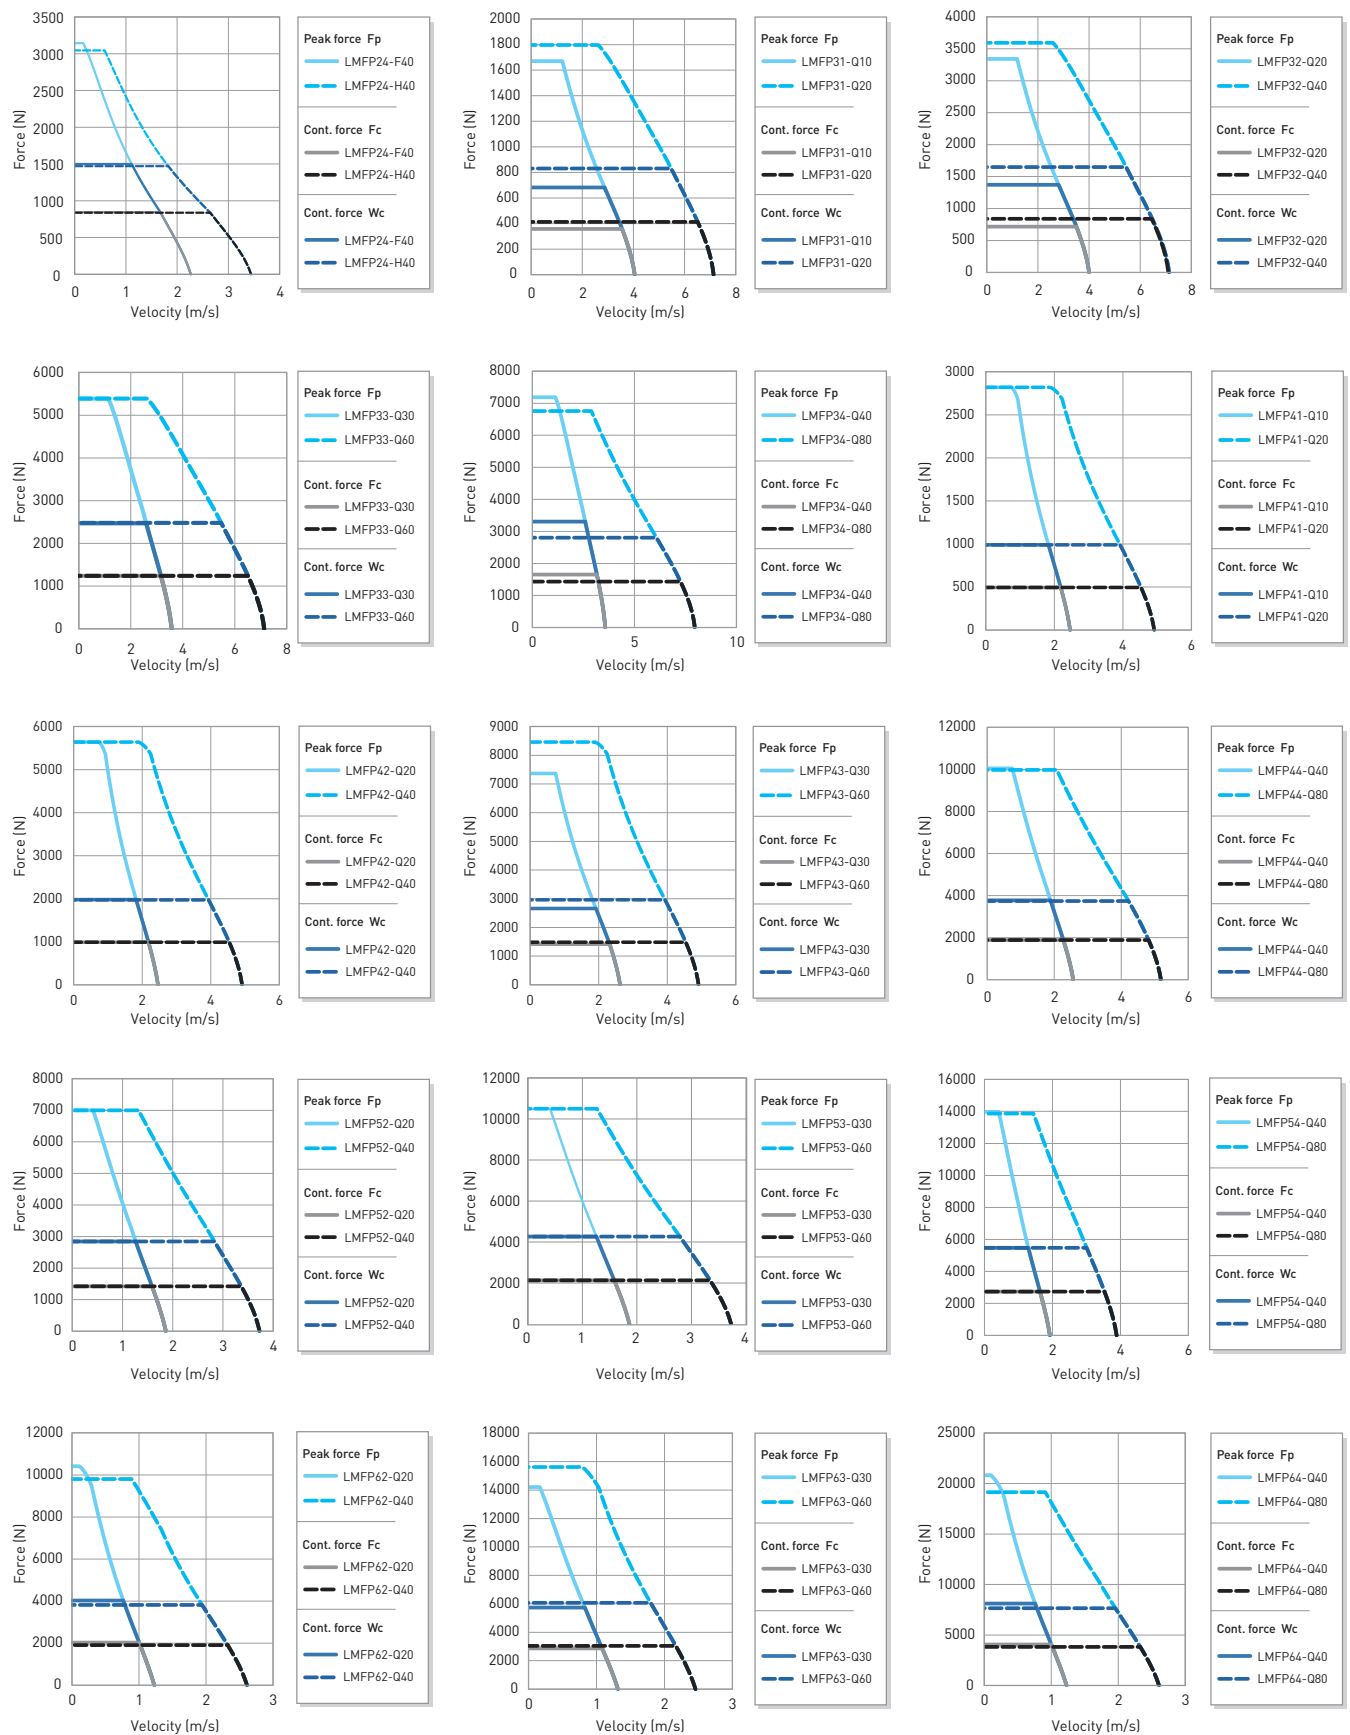 3500
3000
2500
2000
1500
1000
500
0
0 1 2 3 4
Force (N)
Velocity (m/s)
Peak force Fp
LMFP24-F40
LMFP24-H40
Cont. force Fc
LMFP24-F40
LMFP24-H40
Cont. force Wc
LMFP24-F40
LMFP24-H40
2000
1800
1600
1400
1200
1000
800
600
400
200
0
0 2 4 6 8
Force (N)
Velocity (m/s)
Peak force Fp
LMFP31-Q10
LMFP31-Q20
Cont. force Fc
LMFP31-Q10
LMFP31-Q20
Cont. force Wc
LMFP31-Q10
LMFP31-Q20
4000
3500
3000
2500
2000
1500
1000
500
0
0 2 4 6 8
Force (N)
Velocity (m/s)
Peak force Fp
LMFP32-Q20
LMFP32-Q40
Cont. force Fc
LMFP32-Q20
LMFP32-Q40
Cont. force Wc
LMFP32-Q20
LMFP32-Q40
6000
5000
4000
3000
2000
1000
0
0 2 4 6 8
Force (N)
Velocity (m/s)
Peak force Fp
LMFP33-Q30
LMFP33-Q60
Cont. force Fc
LMFP33-Q30
LMFP33-Q60
Cont. force Wc
LMFP33-Q30
LMFP33-Q60
8000
7000
6000
5000
4000
3000
2000
1000
0
0 5 10
Force (N)
Velocity (m/s)
Peak force Fp
LMFP34-Q40
LMFP34-Q80
Cont. force Fc
LMFP34-Q40
LMFP34-Q80
Cont. force Wc
LMFP34-Q40
LMFP34-Q80
3000
2500
2000
1500
1000
500
0
0 2 4 6
Force (N)
Velocity (m/s)
Peak force Fp
LMFP41-Q10
LMFP41-Q20
Cont. force Fc
LMFP41-Q10
LMFP41-Q20
Cont. force Wc
LMFP41-Q10
LMFP41-Q20
6000
5000
4000
3000
2000
1000
0
0 2 4 6
Force (N)
Velocity (m/s)
Peak force Fp
LMFP42-Q20
LMFP42-Q40
Cont. force Fc
LMFP42-Q20
LMFP42-Q40
Cont. force Wc
LMFP42-Q20
LMFP42-Q40
9000
8000
7000
6000
5000
4000
3000
2000
1000
0
0 2 4 6
Force (N)
Velocity (m/s)
Peak force Fp
LMFP43-Q30
LMFP43-Q60
Cont. force Fc
LMFP43-Q30
LMFP43-Q60
Cont. force Wc
LMFP43-Q30
LMFP43-Q60
12000
10000
8000
6000
4000
2000
0
0 2 4 6
Force (N)
Velocity (m/s)
Peak force Fp
LMFP44-Q40
LMFP44-Q80
Cont. force Fc
LMFP44-Q40
LMFP44-Q80
Cont. force Wc
LMFP44-Q40
LMFP44-Q80
8000
7000
6000
5000
4000
3000
2000
1000
0
0 1 2 3 4
Force (N)
Velocity (m/s)
Peak force Fp
LMFP52-Q20
LMFP52-Q40
Cont. force Fc
LMFP52-Q20
LMFP52-Q40
Cont. force Wc
LMFP52-Q20
LMFP52-Q40
12000
10000
8000
6000
4000
2000
0
0 1 2 3 4
Force (N)
Velocity (m/s)
Peak force Fp
LMFP53-Q30
LMFP53-Q60
Cont. force Fc
LMFP53-Q30
LMFP53-Q60
Cont. force Wc
LMFP53-Q30
LMFP53-Q60
16000
14000
12000
10000
8000
6000
4000
2000
0
0 2 4 6
Force (N)
Velocity (m/s)
Peak force Fp
LMFP54-Q40
LMFP54-Q80
Cont. force Fc
LMFP54-Q40
LMFP54-Q80
Cont. force Wc
LMFP54-Q40
LMFP54-Q80
12000
10000
8000
6000
4000
2000
0
0 1 2 3
Force (N)
Velocity (m/s)
Peak force Fp
LMFP62-Q20
LMFP62-Q40
Cont. force Fc
LMFP62-Q20
LMFP62-Q40
Cont. force Wc
LMFP62-Q20
LMFP62-Q40
18000
16000
14000
12000
10000
8000
6000
4000
2000
0
0 1 2 3
Force (N)
Velocity (m/s)
Peak force Fp
LMFP63-Q30
LMFP63-Q60
Cont. force Fc
LMFP63-Q30
LMFP63-Q60
Cont. force Wc
LMFP63-Q30
LMFP63-Q60
25000
20000
15000
10000
5000
0
0 1 2 3
Force (N)
Velocity (m/s)
Peak force Fp
LMFP64-Q40
LMFP64-Q80
Cont. force Fc
LMFP64-Q40
LMFP64-Q80
Cont. force Wc
LMFP64-Q40
LMFP64-Q80